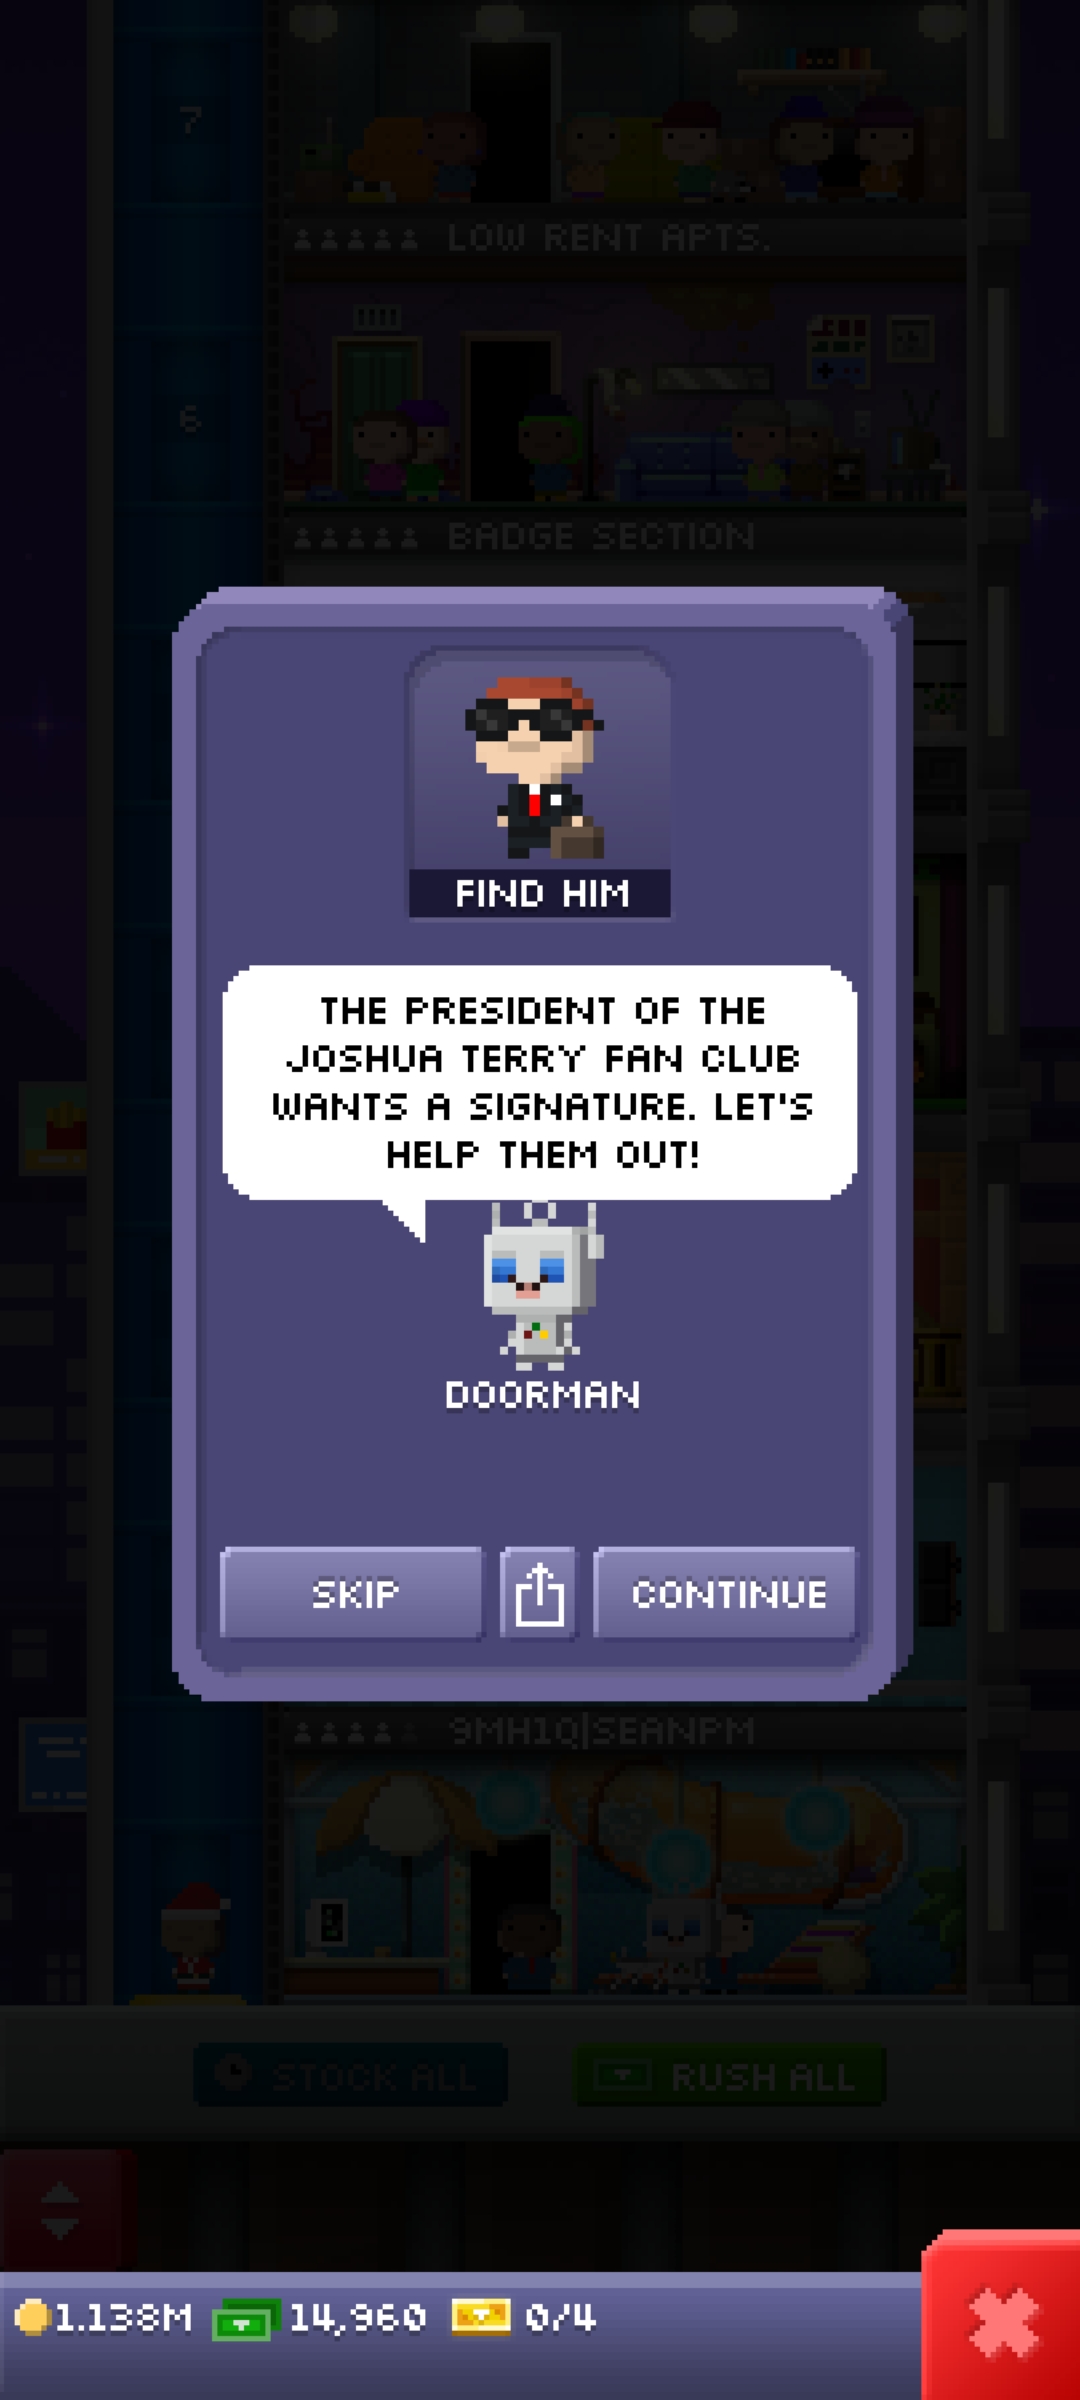 7
LOW RENT APTS.
6
BADGE SECTION
FIND HIM
THE PRESIDENT OF THE
JOSHUA TERRY FAN CLUB
WANTS A SIGNATURE. LET'S
HELP THEM OUT!
DOORMAN
SKIP
CONTINUE
9MH1Q|SEANPM
STOCK ALL
RUSH ALL
1.138M
14,960
0/4